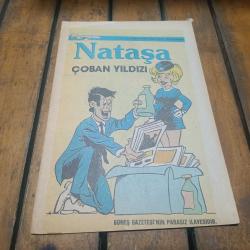 Nataşa
ÇOBAN YILDIZI
GÜNEŞ GAZETESİ'NİN PARASIZ İLAVESİDİR.